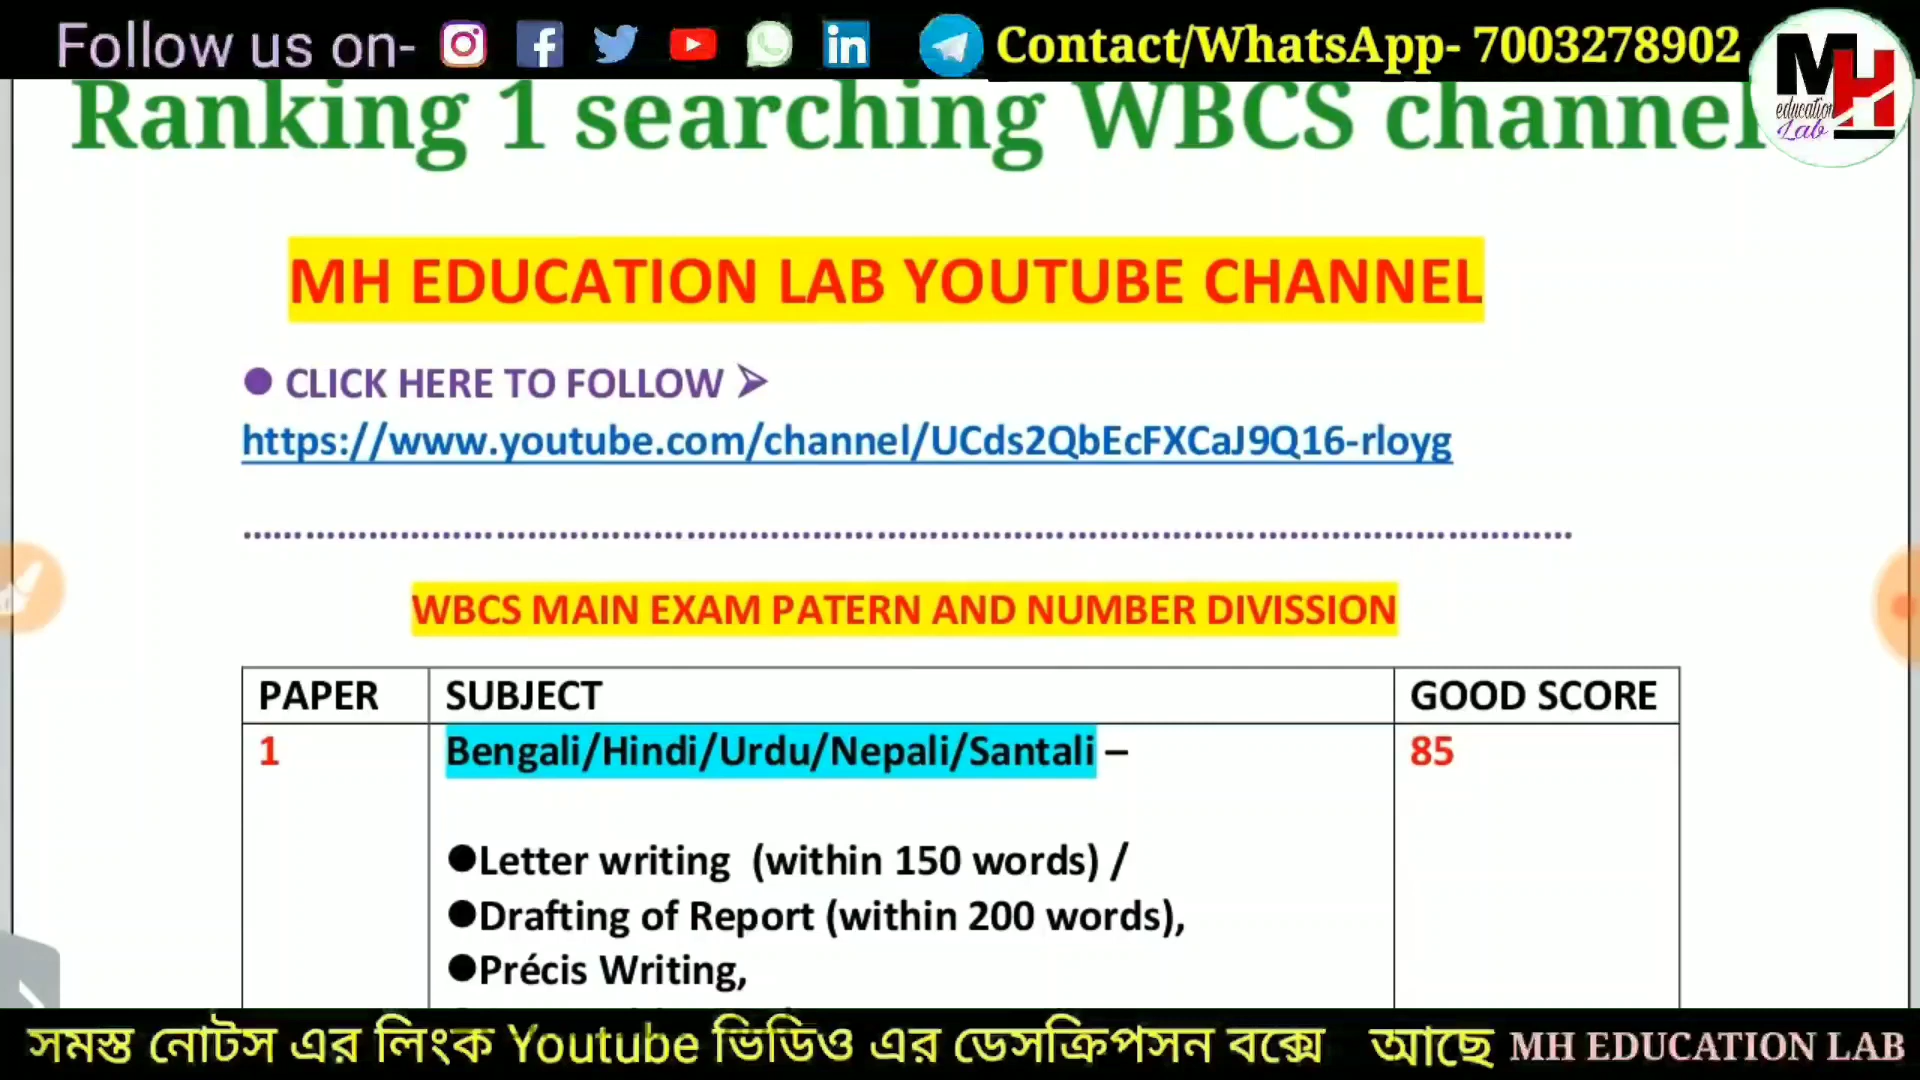 Follow us on-
Contact/WhatsApp- 7003278902
MH
education
Lab
Ranking 1 searching WBCS channel
MH EDUCATION LAB YOUTUBE CHANNEL
● CLICK HERE TO FOLLOW ➢
https://www.youtube.com/channel/UCds2QbEcFXCaJ9Q16-rloyg
WBCS MAIN EXAM PATERN AND NUMBER DIVISSION
PAPER SUBJECT GOOD SCORE
1 Bengali/Hindi/Urdu/Nepali/Santali – 85
●Letter writing (within 150 words) /
●Drafting of Report (within 200 words),
●Précis Writing,
সমস্ত নোটস এর লিংক Youtube ভিডিও এর ডেসক্রিপসন বক্সে আছে MH EDUCATION LAB